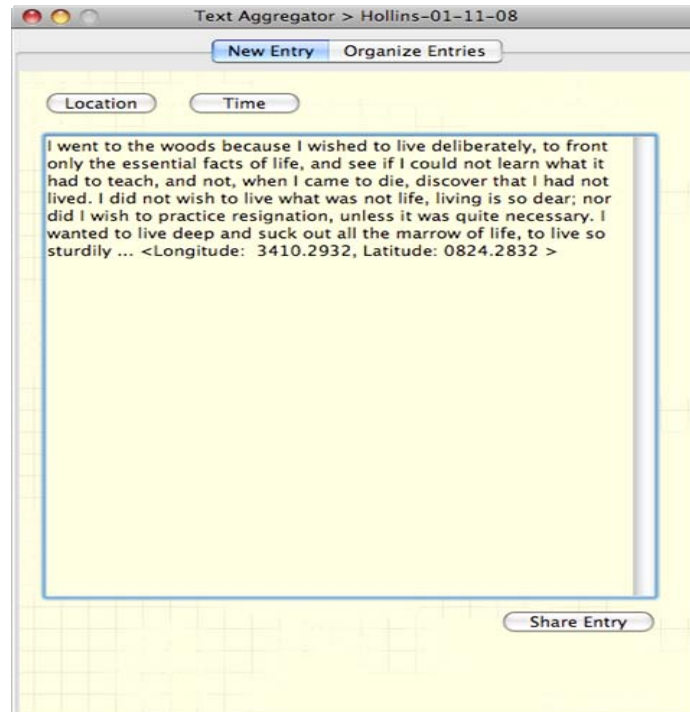 Text Aggregator > Hollins-01-11-08
New Entry Organize Entries
Location Time
I went to the woods because I wished to live deliberately, to front
only the essential facts of life, and see if I could not learn what it
had to teach, and not, when I came to die, discover that I had not
lived. I did not wish to live what was not life, living is so dear; nor
did I wish to practice resignation, unless it was quite necessary. I
wanted to live deep and suck out all the marrow of life, to live so
sturdily ... <Longitude:  3410.2932, Latitude: 0824.2832 >
Share Entry